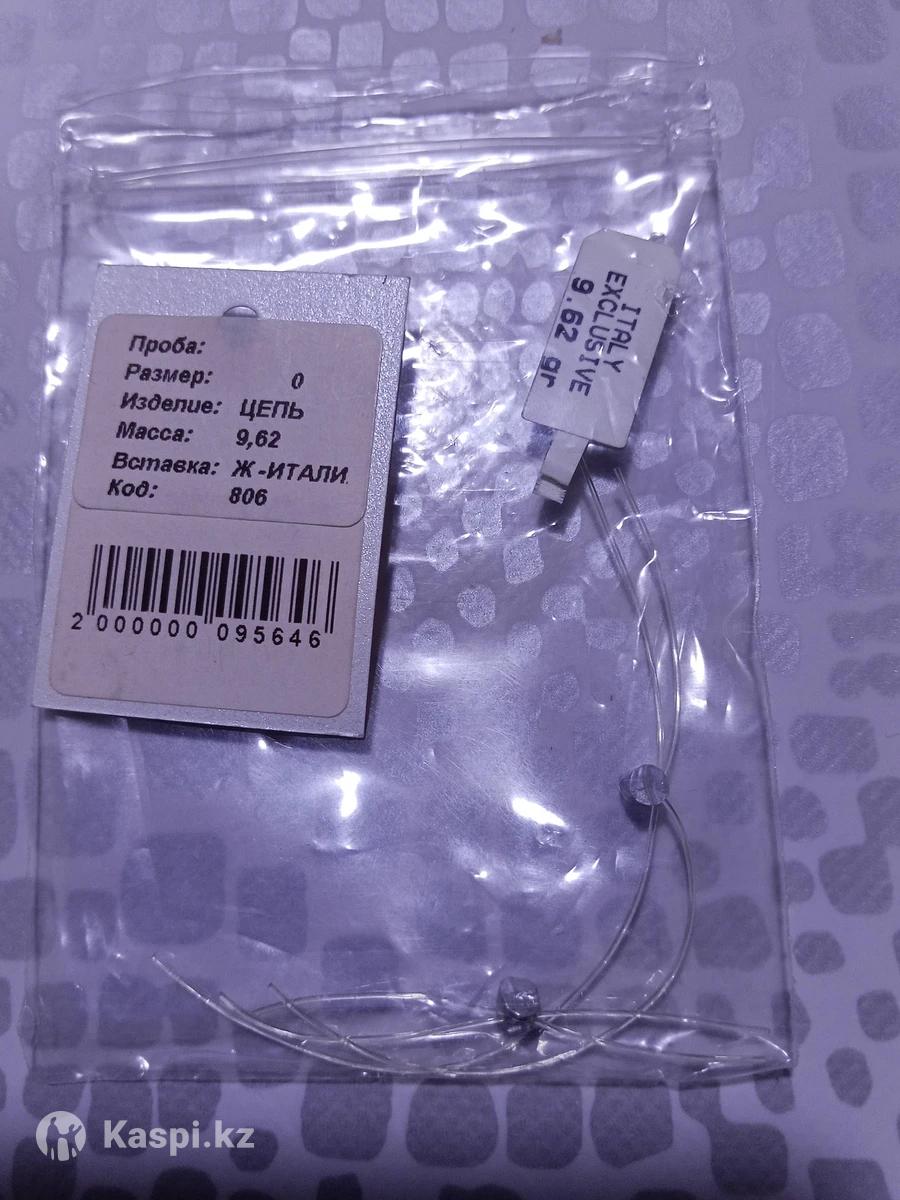 Проба:
Размер: 0
Изделие: ЦЕПЬ
Масса: 9,62
Вставка: Ж -ИТАЛИ
Код: 806
2 000000 095646
ITALY
EXCLUSIVE
9.62 gr
Kaspi.kz